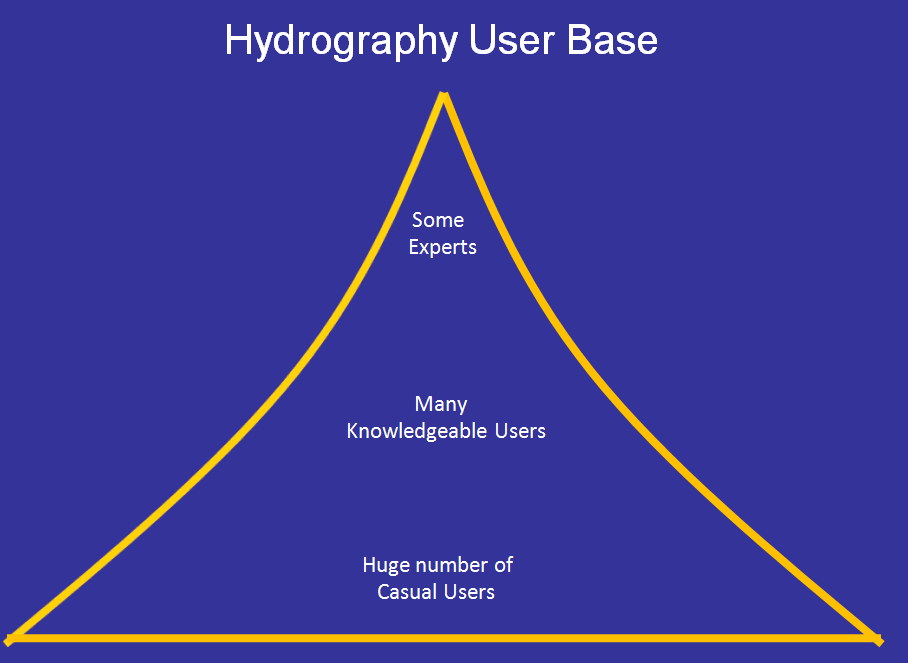 Hydrography User Base
Some
Experts
Many
Knowledgeable Users
Huge number of
Casual Users